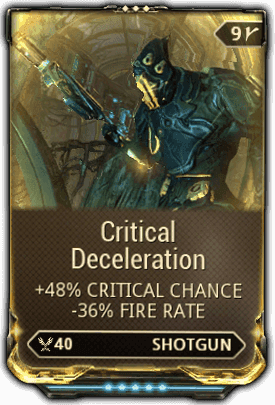 9
Critical
Deceleration
+48% CRITICAL CHANCE
-36% FIRE RATE
40 SHOTGUN